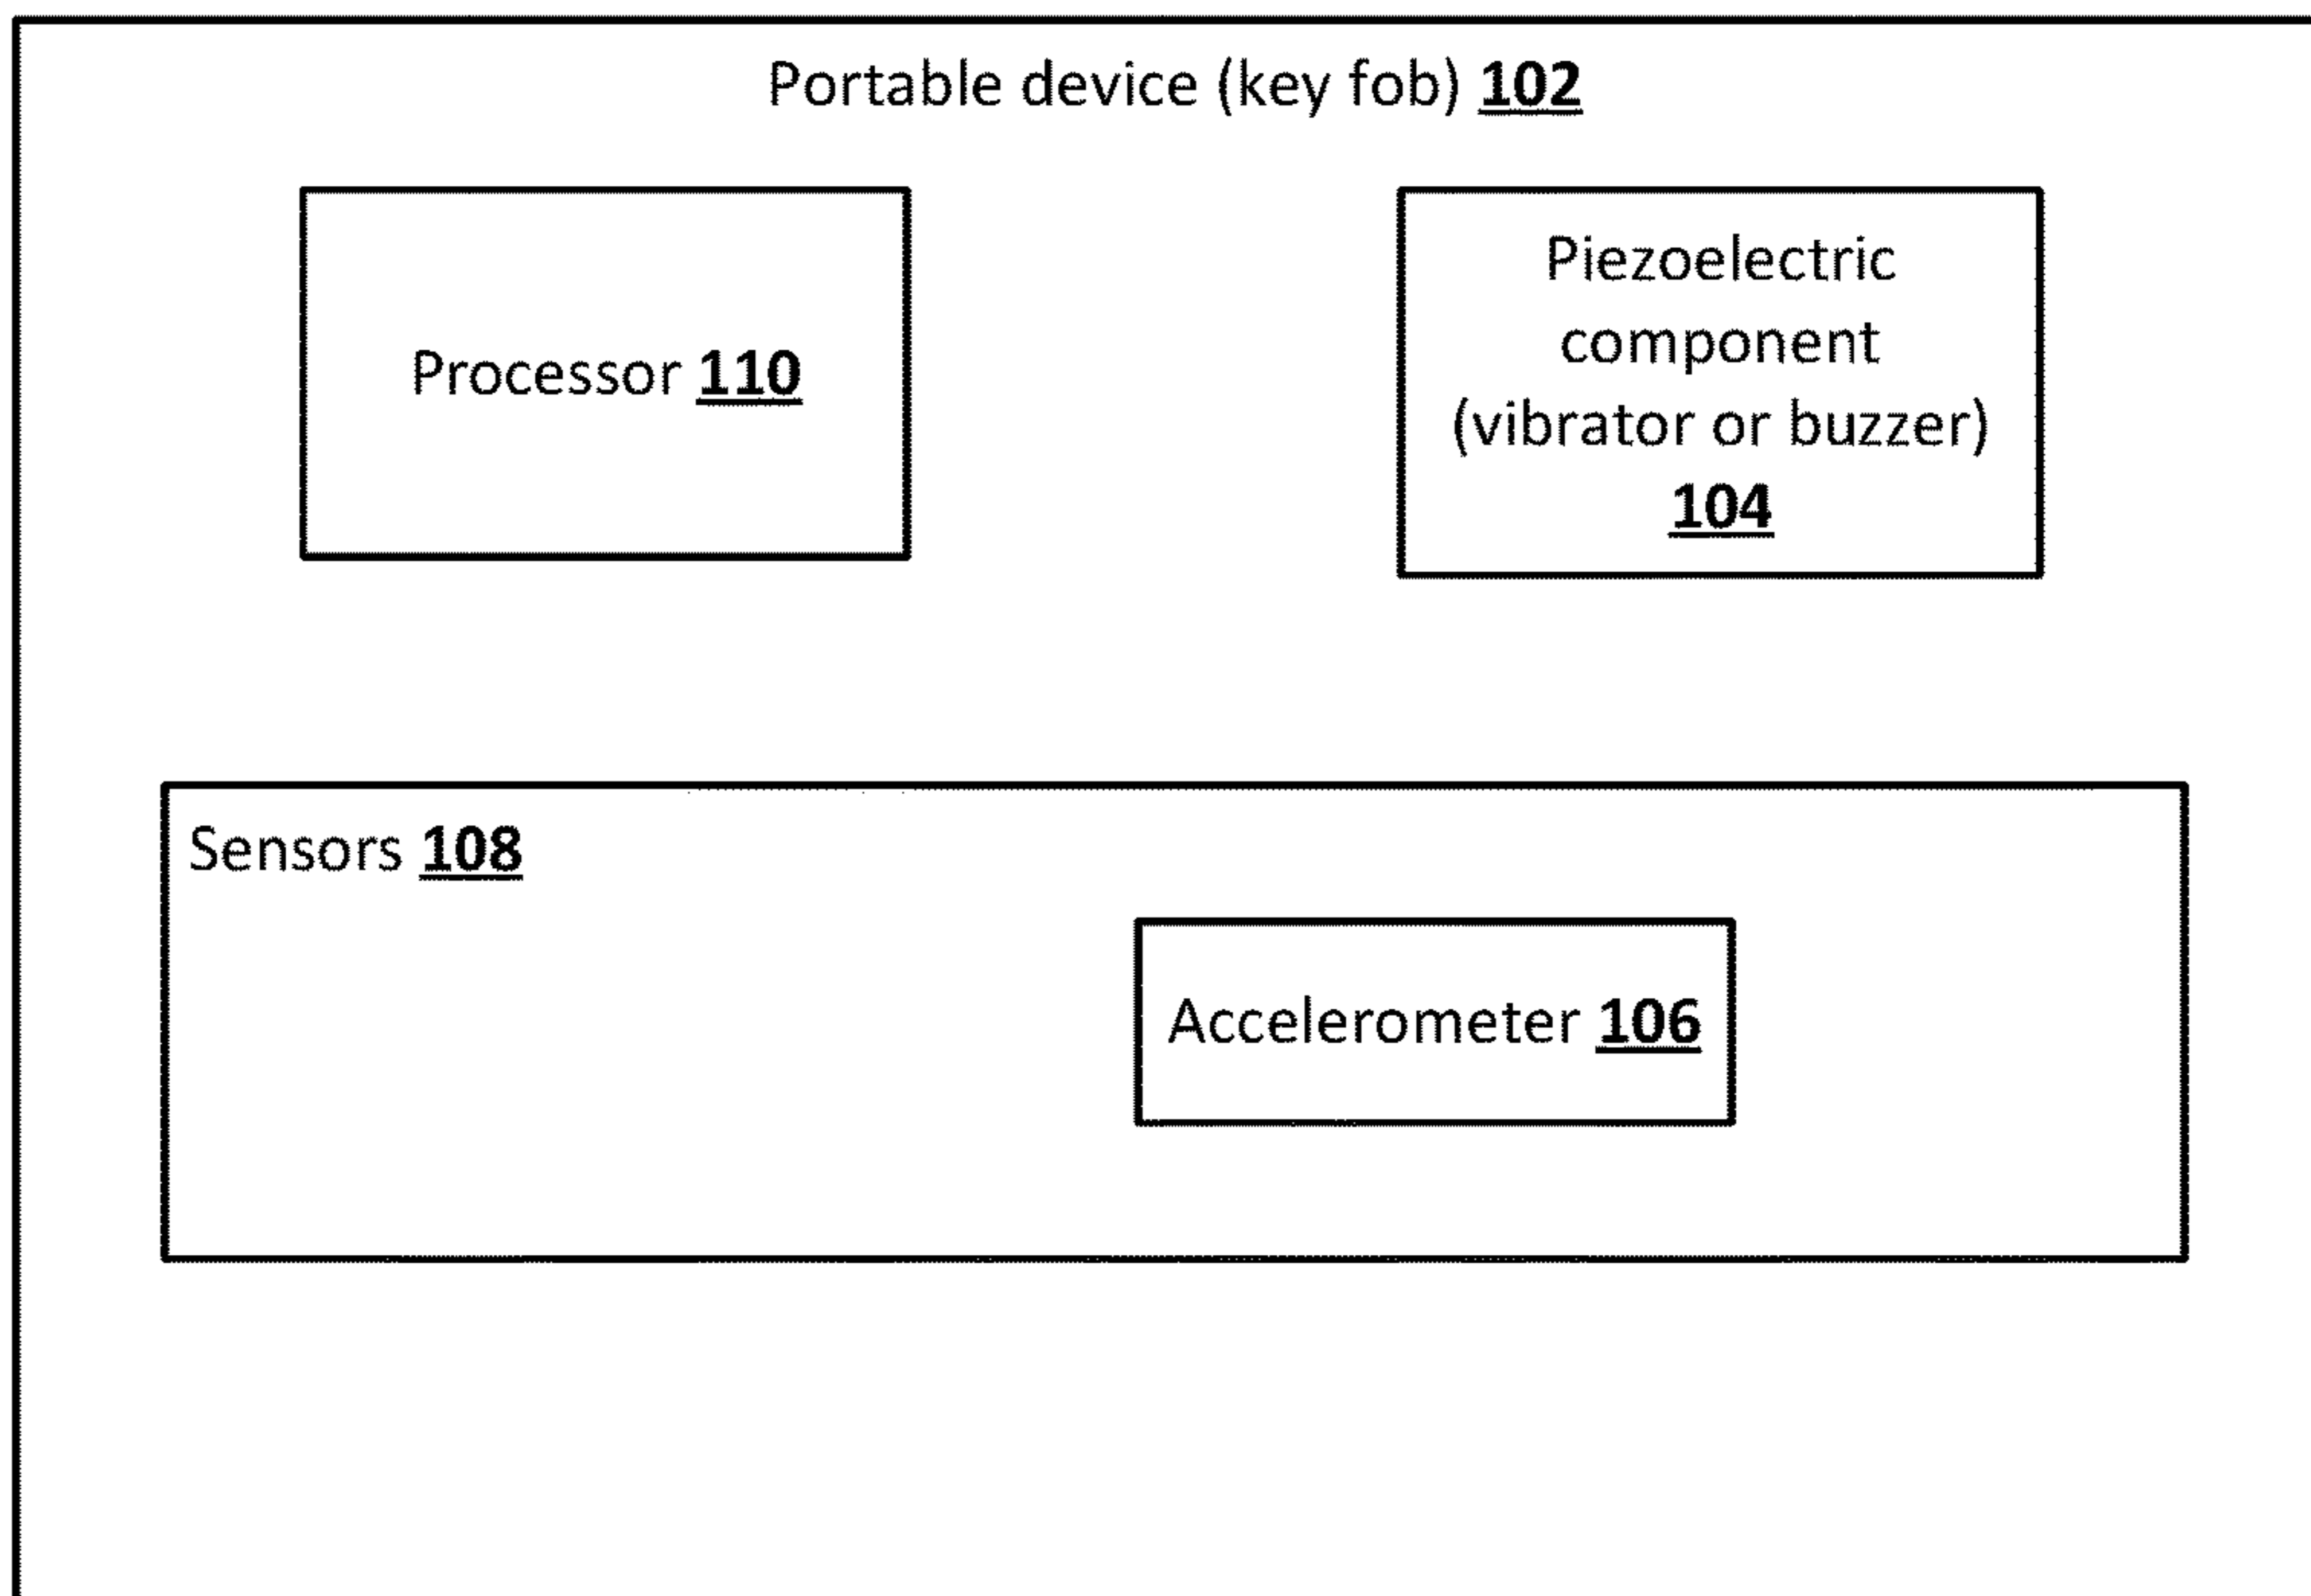 Portable device (key fob) 102
Processor 110
Piezoelectric
component
(vibrator or buzzer)
104
Sensors 108
Accelerometer 106